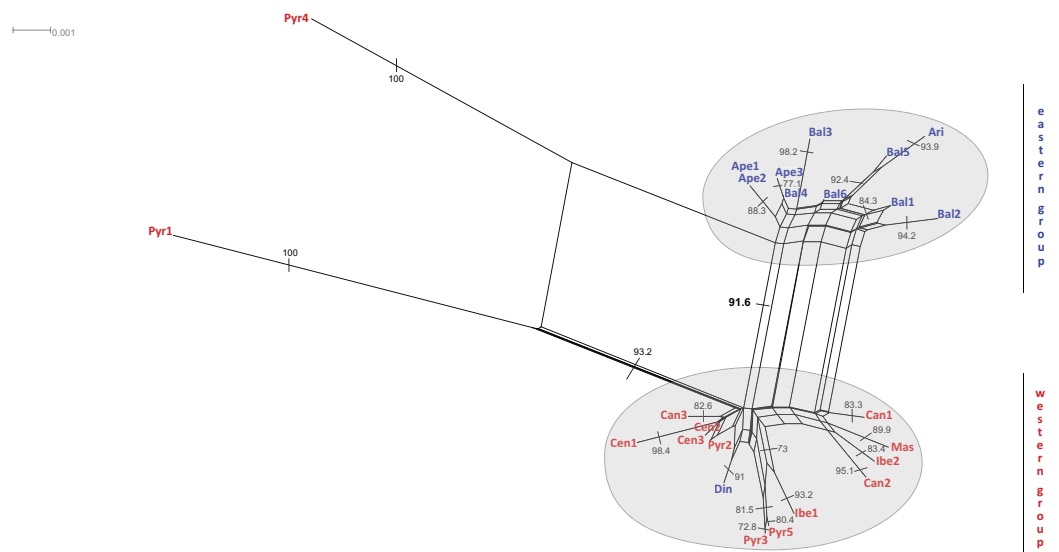 Pyr4
0.001
100
Pyr1
100
93.2
91.6
Bal3
Ari
98.2
93.9
Bal5
Ape1
Ape2
Ape3
77.1
Bal4
Bal6
92.4
84.3
Bal1
Bal2
88.3
94.2
eastern group
82.6
Can3
Cen2
Cen3
Cen1
98.4
Pyr2
83.3
Can1
89.9
Mas
83.4
Ibe2
95.1
Can2
73
91
Din
93.2
81.5
Ibe1
80.4
72.8
Pyr5
Pyr3
western group